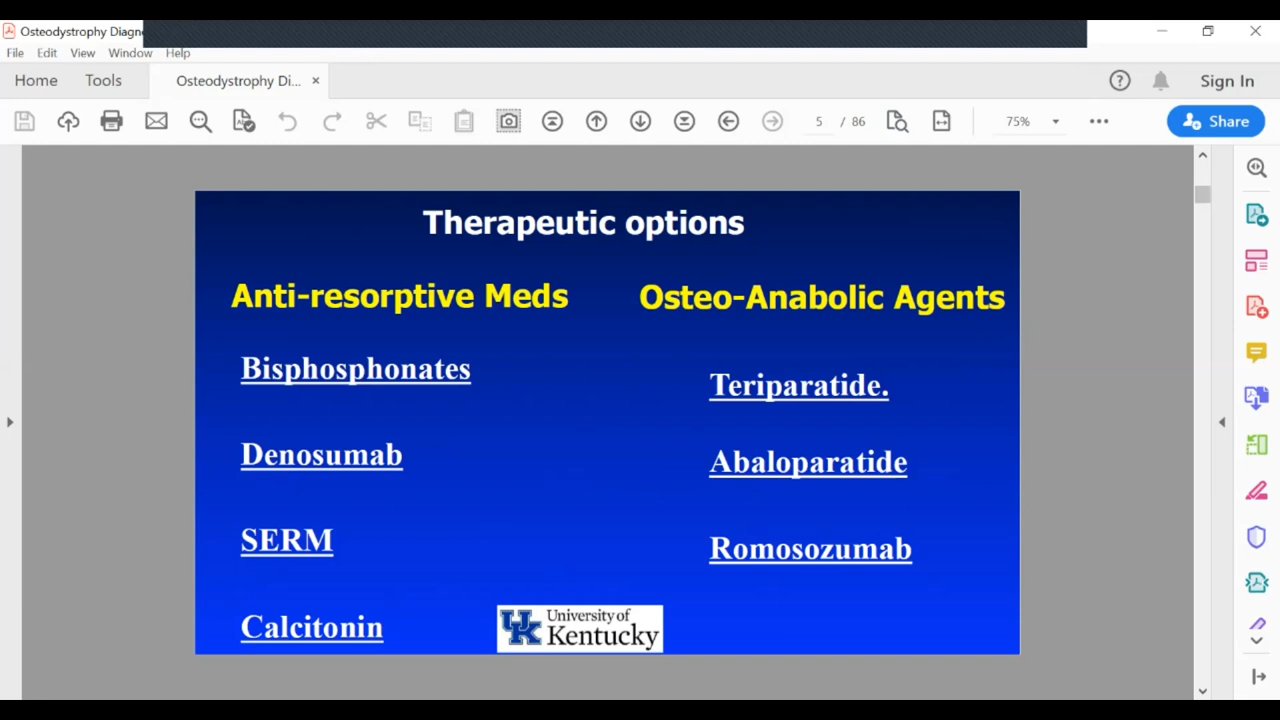 Osteodystrophy Diagn
File Edit View Window Help
Home Tools Osteodystrophy Di... ×
Sign In
5 / 86
75%
Share
Therapeutic options
Anti-resorptive Meds
Osteo-Anabolic Agents
Bisphosphonates
Teriparatide.
Denosumab
Abaloparatide
SERM
Romosozumab
Calcitonin
UK University of
Kentucky